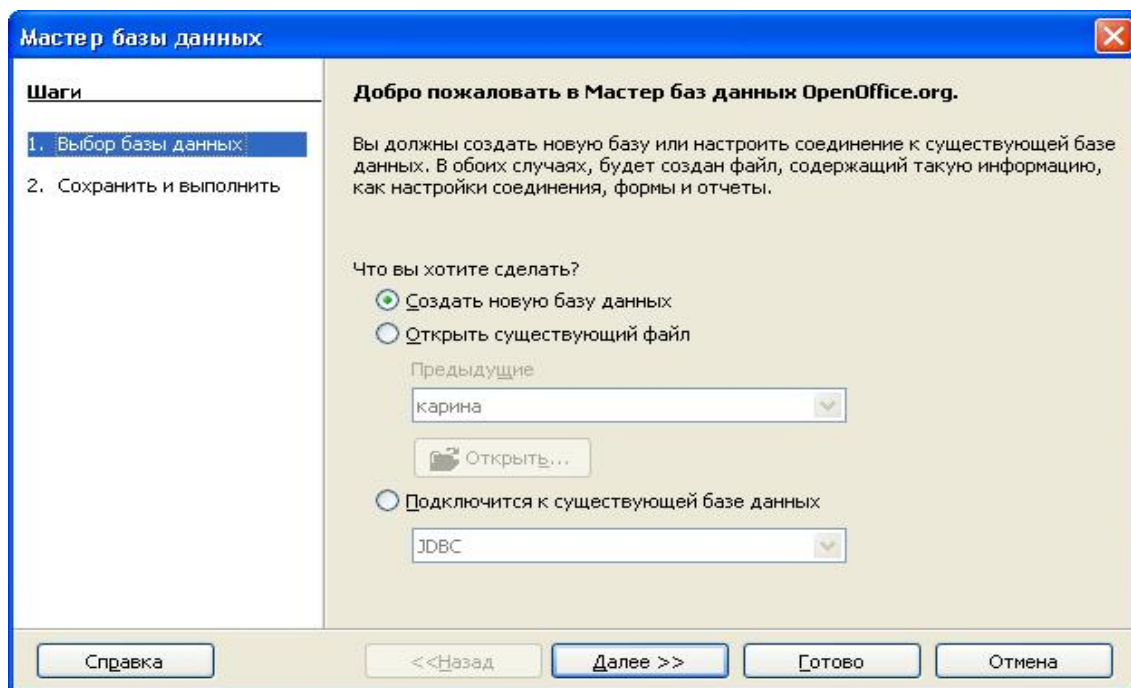 Мастер базы данных
Шаги
1. Выбор базы данных
2. Сохранить и выполнить
Добро пожаловать в Мастер баз данных OpenOffice.org.
Вы должны создать новую базу или настроить соединение к существующей базе
данных. В обоих случаях, будет создан файл, содержащий такую информацию,
как настройки соединения, формы и отчеты.
Что вы хотите сделать?
Создать новую базу данных
Открыть существующий файл
Предыдущие
карина
Открыть...
Подключится к существующей базе данных
JDBC
Справка
<<Назад
Далее >>
Готово
Отмена